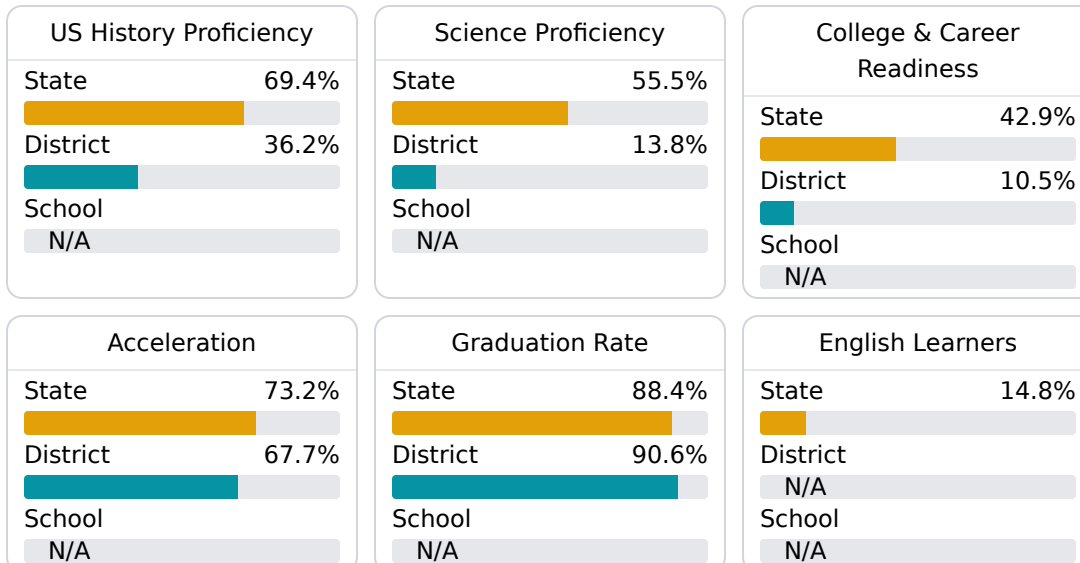 US History Proficiency
State 69.4%
District 36.2%
School
N/A
Science Proficiency
State 55.5%
District 13.8%
School
N/A
College & Career
Readiness
State 42.9%
District 10.5%
School
N/A
Acceleration
State 73.2%
District 67.7%
School
N/A
Graduation Rate
State 88.4%
District 90.6%
School
N/A
English Learners
State 14.8%
District
N/A
School
N/A